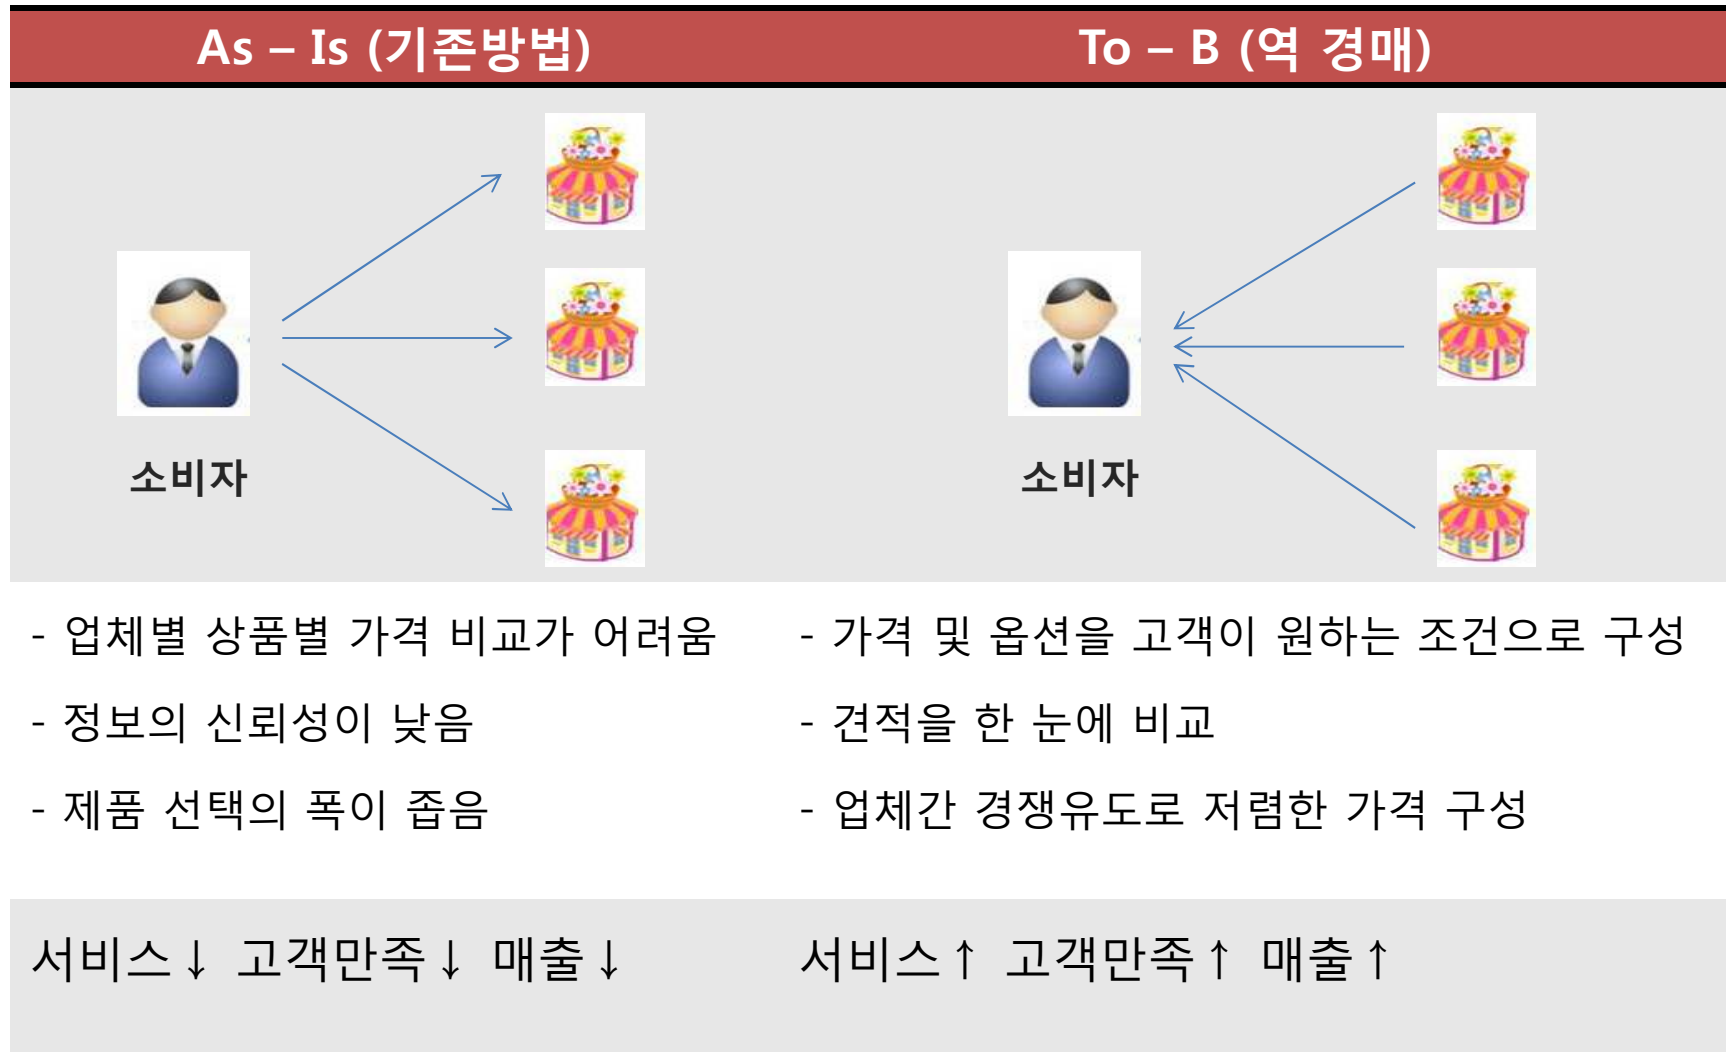 As – Is (기존방법)
To – B (역 경매)
소비자
소비자
- 업체별 상품별 가격 비교가 어려움
- 정보의 신뢰성이 낮음
- 제품 선택의 폭이 좁음
- 가격 및 옵션을 고객이 원하는 조건으로 구성
- 견적을 한 눈에 비교
- 업체간 경쟁유도로 저렴한 가격 구성
서비스↓ 고객만족↓ 매출↓
서비스↑ 고객만족↑ 매출↑